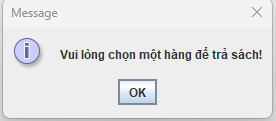 Message
Vui lòng chọn một hàng để trả sách!
OK